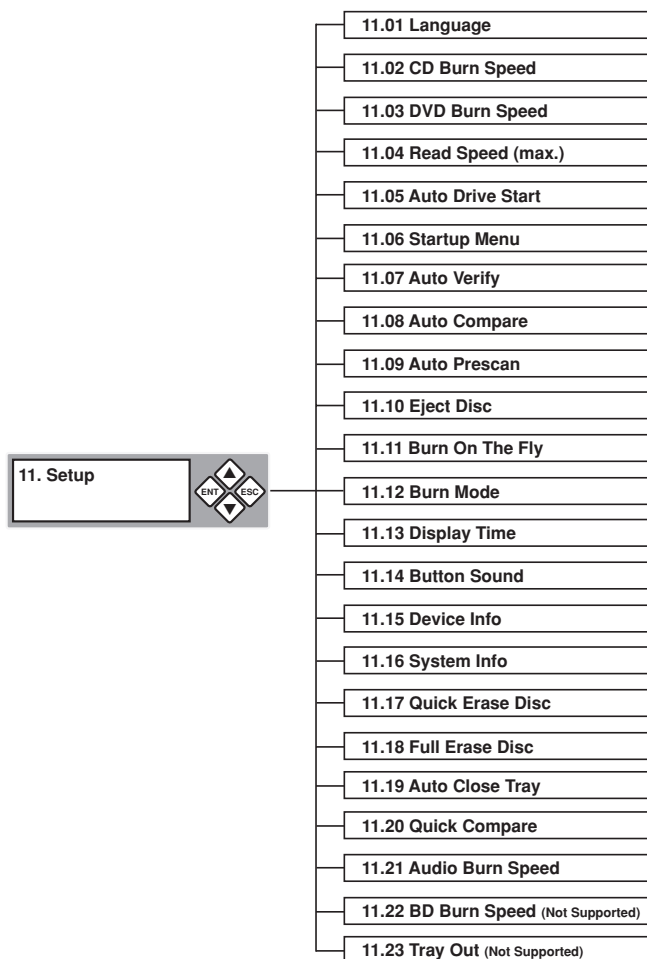 11.01 Language
11.02 CD Burn Speed
11.03 DVD Burn Speed
11.04 Read Speed (max.)
11.05 Auto Drive Start
11.06 Startup Menu
11.07 Auto Verify
11.08 Auto Compare
11.09 Auto Prescan
11.10 Eject Disc
11.11 Burn On The Fly
11. Setup
ENT ESC
11.12 Burn Mode
11.13 Display Time
11.14 Button Sound
11.15 Device Info
11.16 System Info
11.17 Quick Erase Disc
11.18 Full Erase Disc
11.19 Auto Close Tray
11.20 Quick Compare
11.21 Audio Burn Speed
11.22 BD Burn Speed (Not Supported)
11.23 Tray Out (Not Supported)